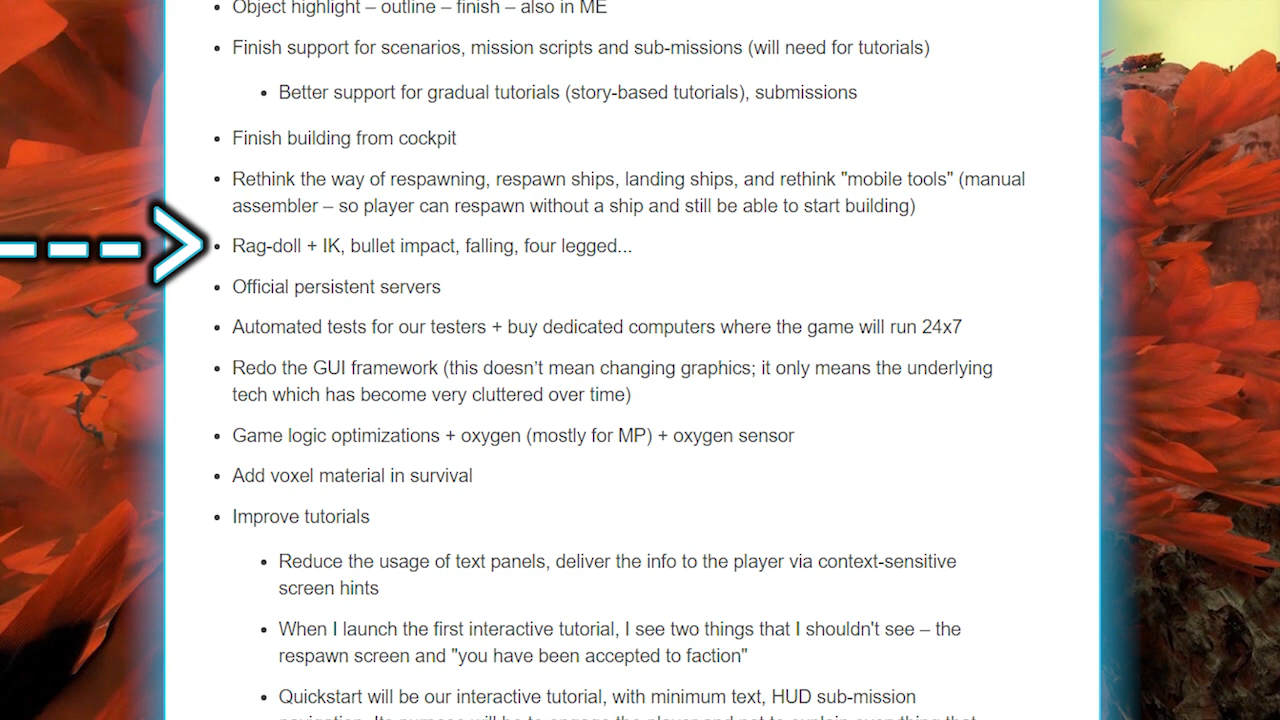 Object highlight – outline – finish – also in ME
Finish support for scenarios, mission scripts and sub-missions (will need for tutorials)
Better support for gradual tutorials (story-based tutorials), submissions
Finish building from cockpit
Rethink the way of respawning, respawn ships, landing ships, and rethink "mobile tools" (manual
assembler – so player can respawn without a ship and still be able to start building)
Rag-doll + IK, bullet impact, falling, four legged...
Official persistent servers
Automated tests for our testers + buy dedicated computers where the game will run 24x7
Redo the GUI framework (this doesn’t mean changing graphics; it only means the underlying
tech which has become very cluttered over time)
Game logic optimizations + oxygen (mostly for MP) + oxygen sensor
Add voxel material in survival
Improve tutorials
Reduce the usage of text panels, deliver the info to the player via context-sensitive
screen hints
When I launch the first interactive tutorial, I see two things that I shouldn't see – the
respawn screen and "you have been accepted to faction"
Quickstart will be our interactive tutorial, with minimum text, HUD sub-mission